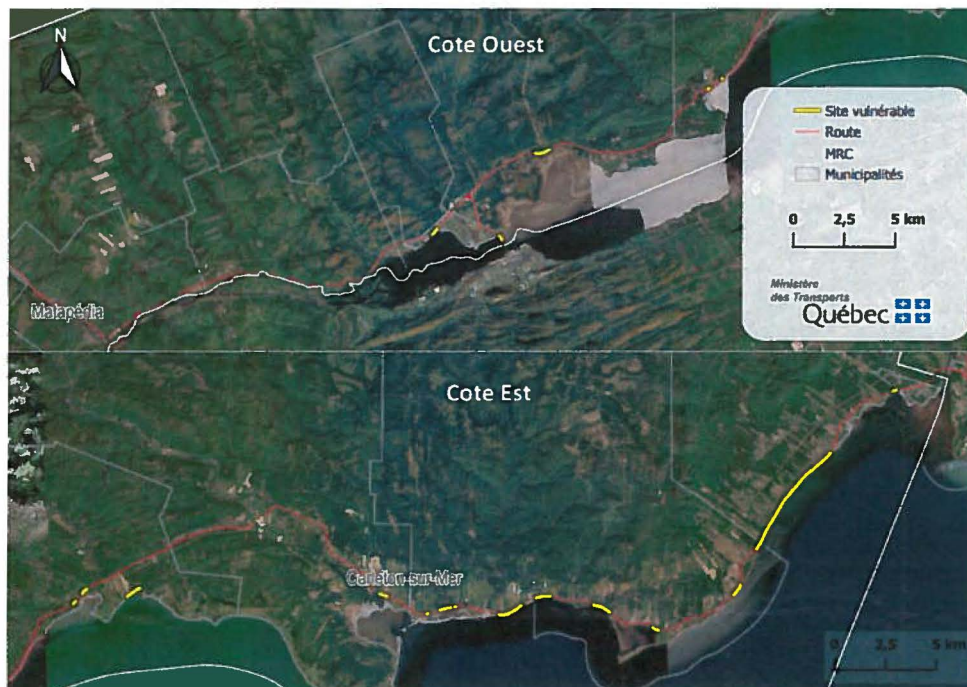 Cote Ouest
N
Site vulnérable
Route
MRC
Municipalités
0 2,5 5 km
Ministère
des Transports
Québec
Matapédia
Cote Est
Carleton-sur-Mer
0 2,5 5 km